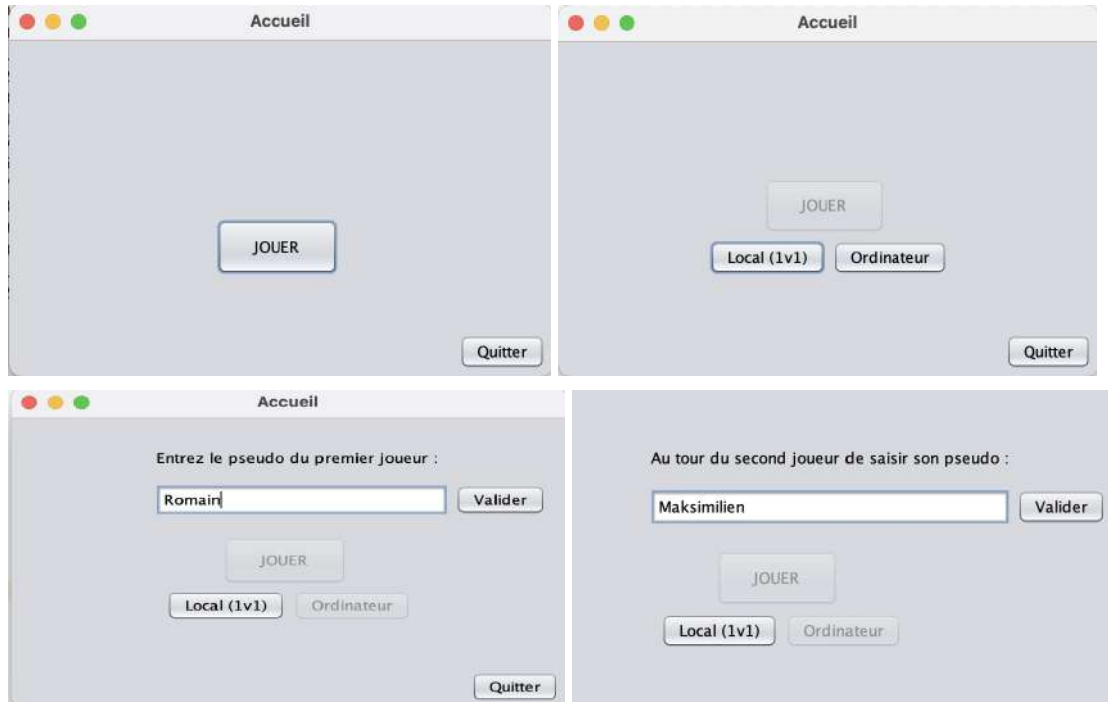 Accueil
JOUER
Quitter
Accueil
JOUER
Local (1v1) Ordinateur
Quitter
Accueil
Entrez le pseudo du premier joueur :
Romain Valider
JOUER
Local (1v1) Ordinateur
Quitter
Au tour du second joueur de saisir son pseudo :
Maksimilien Valider
JOUER
Local (1v1) Ordinateur